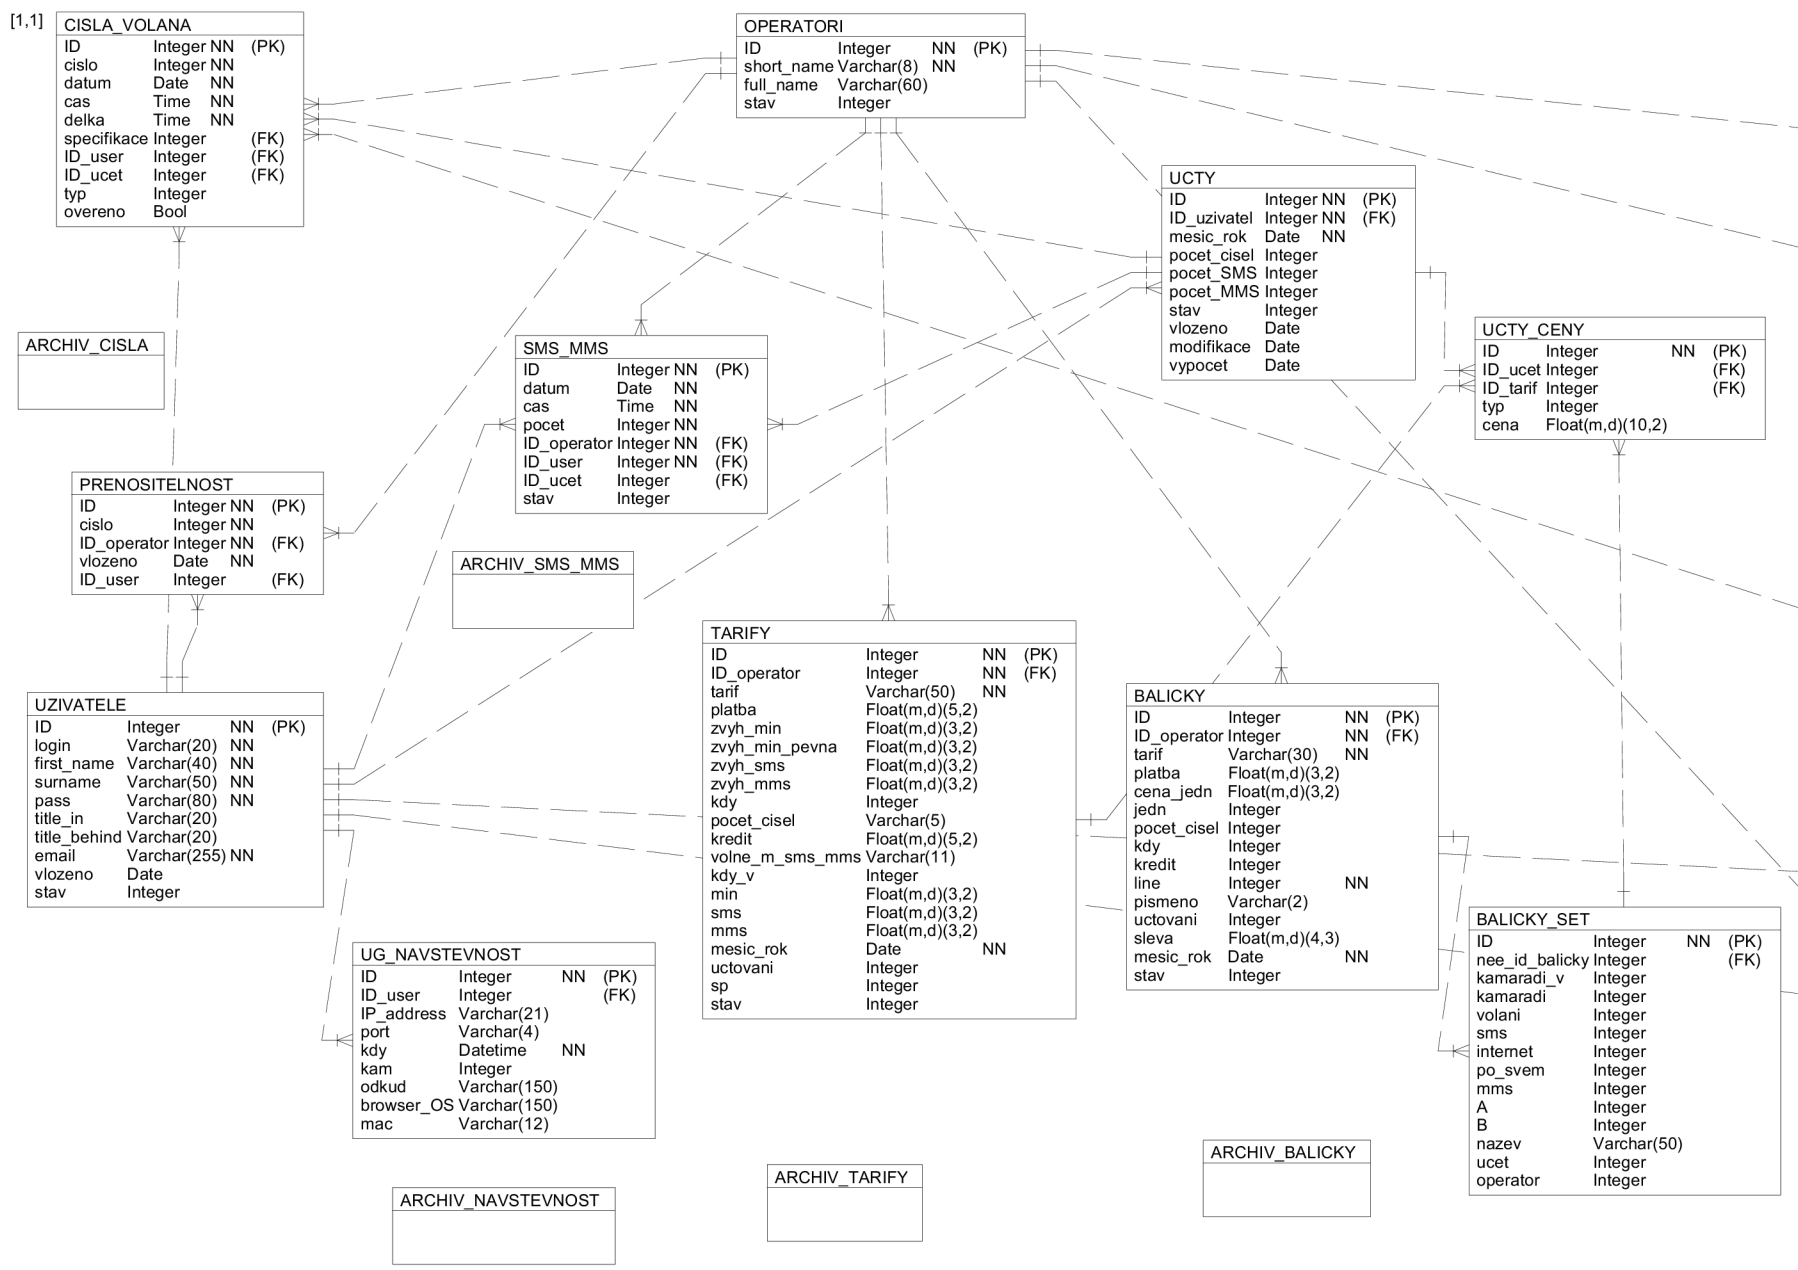 [1,1]
CISLA_VOLANA
ID Integer NN (PK)
cislo Integer NN
datum Date NN
cas Time NN
delka Time NN
specifikace Integer (FK)
ID_user Integer (FK)
ID_ucet Integer (FK)
typ Integer
overeno Bool
OPERATORI
ID Integer NN (PK)
short_name Varchar(8) NN
full_name Varchar(60)
stav Integer
UCTY
ID Integer NN (PK)
ID_uzivatel Integer NN (FK)
mesic_rok Date NN
pocet_cisel Integer
pocet_SMS Integer
pocet_MMS Integer
stav Integer
vlozeno Date
modifikace Date
vypocet Date
UCTY_CENY
ID Integer NN (PK)
ID_ucet Integer (FK)
ID_tarif Integer (FK)
typ Integer
cena Float(m,d)(10,2)
ARCHIV_CISLA
SMS_MMS
ID Integer NN (PK)
datum Date NN
cas Time NN
pocet Integer NN
ID_operator Integer NN (FK)
ID_user Integer NN (FK)
ID_ucet Integer (FK)
stav Integer
PRENOSITELNOST
ID Integer NN (PK)
cislo Integer NN
ID_operator Integer NN (FK)
vlozeno Date NN
ID_user Integer (FK)
ARCHIV_SMS_MMS
UZIVATELE
ID Integer NN (PK)
login Varchar(20) NN
first_name Varchar(40) NN
surname Varchar(50) NN
pass Varchar(80) NN
title_in Varchar(20)
title_behind Varchar(20)
email Varchar(255) NN
vlozeno Date
stav Integer
TARIFY
ID Integer NN (PK)
ID_operator Integer NN (FK)
tarif Varchar(50) NN
platba Float(m,d)(5,2)
zvyh_min Float(m,d)(3,2)
zvyh_min_pevna Float(m,d)(3,2)
zvyh_sms Float(m,d)(3,2)
zvyh_mms Float(m,d)(3,2)
kdy Integer
pocet_cisel Varchar(5)
kredit Float(m,d)(5,2)
volne_m_sms_mms Varchar(11)
kdy_v Integer
min Float(m,d)(3,2)
sms Float(m,d)(3,2)
mms Float(m,d)(3,2)
mesic_rok Date NN
uctovani Integer
sp Integer
stav Integer
BALICKY
ID Integer NN (PK)
ID_operator Integer NN (FK)
tarif Varchar(30) NN
platba Float(m,d)(3,2)
cena_jedn Float(m,d)(3,2)
jedn Integer
pocet_cisel Integer
kdy Integer
kredit Integer
line Integer NN
pismeno Varchar(2)
uctovani Integer
sleva Float(m,d)(4,3)
mesic_rok Date NN
stav Integer
BALICKY_SET
ID Integer NN (PK)
nee_id_balicky Integer (FK)
kamaradi_v Integer
kamaradi Integer
volani Integer
sms Integer
internet Integer
po_svem Integer
mms Integer
A Integer
B Integer
nazev Varchar(50)
ucet Integer
operator Integer
UG_NAVSTEVNOST
ID Integer NN (PK)
ID_user Integer (FK)
IP_address Varchar(21)
port Varchar(4)
kdy Datetime NN
kam Integer
odkud Varchar(150)
browser_OS Varchar(150)
mac Varchar(12)
ARCHIV_NAVSTEVNOST
ARCHIV_TARIFY
ARCHIV_BALICKY